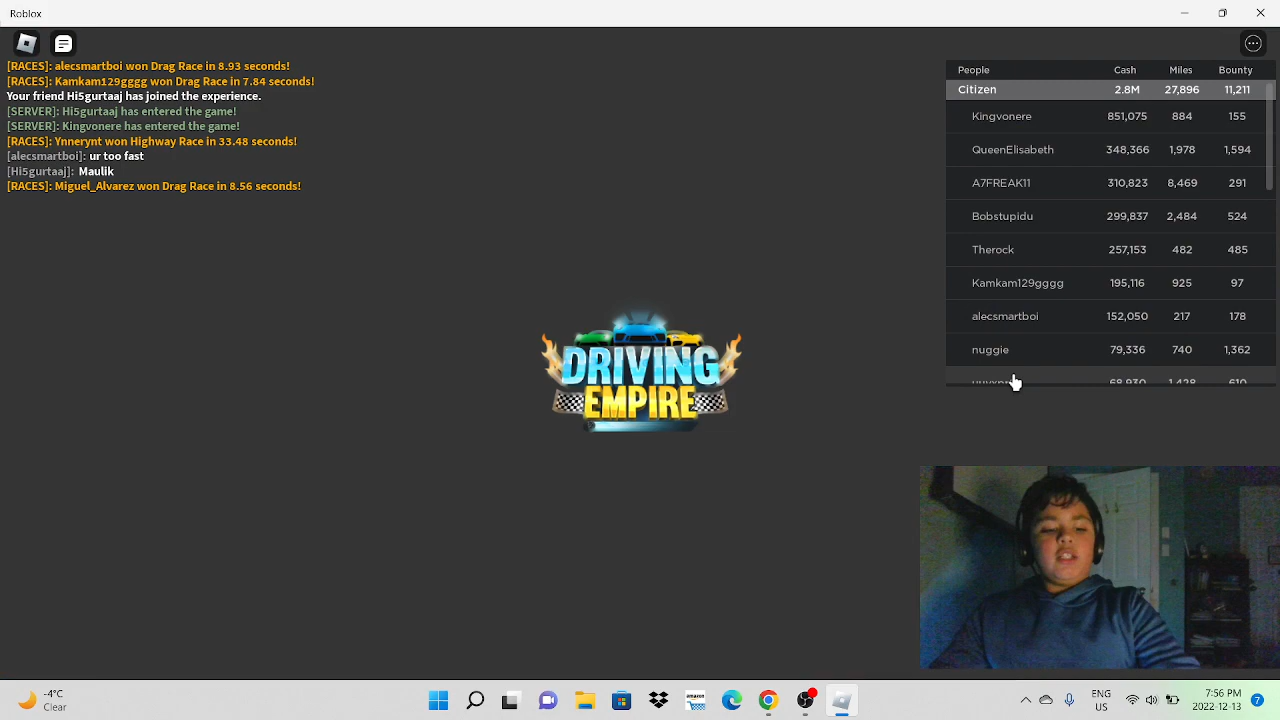 Roblox
[RACES]: alecsmartboi won Drag Race in 8.93 seconds!
[RACES]: Kamkam129gggg won Drag Race in 7.84 seconds!
Your friend Hi5gurtaaj has joined the experience.
[SERVER]: Hi5gurtaaj has entered the game!
[SERVER]: Kingvonere has entered the game!
[RACES]: Ynnerynt won Highway Race in 33.48 seconds!
[alecsmartboi]: ur too fast
[Hi5gurtaaj]: Maulik
[RACES]: Miguel_Alvarez won Drag Race in 8.56 seconds!
People Cash Miles Bounty
Citizen 2.8M 27,896 11,211
Kingvonere 851,075 884 155
QueenElisabeth 348,366 1,978 1,594
A7FREAK11 310,823 8,469 291
Bobstupidu 299,837 2,484 524
Therock 257,153 482 485
Kamkam129gggg 195,116 925 97
alecsmartboi 152,050 217 178
nuggie 79,336 740 1,362
68,930 1,428 610
DRIVING
EMPIRE
-4°C
Clear
amazon
ENG
US
7:56 PM
2022-12-13
7